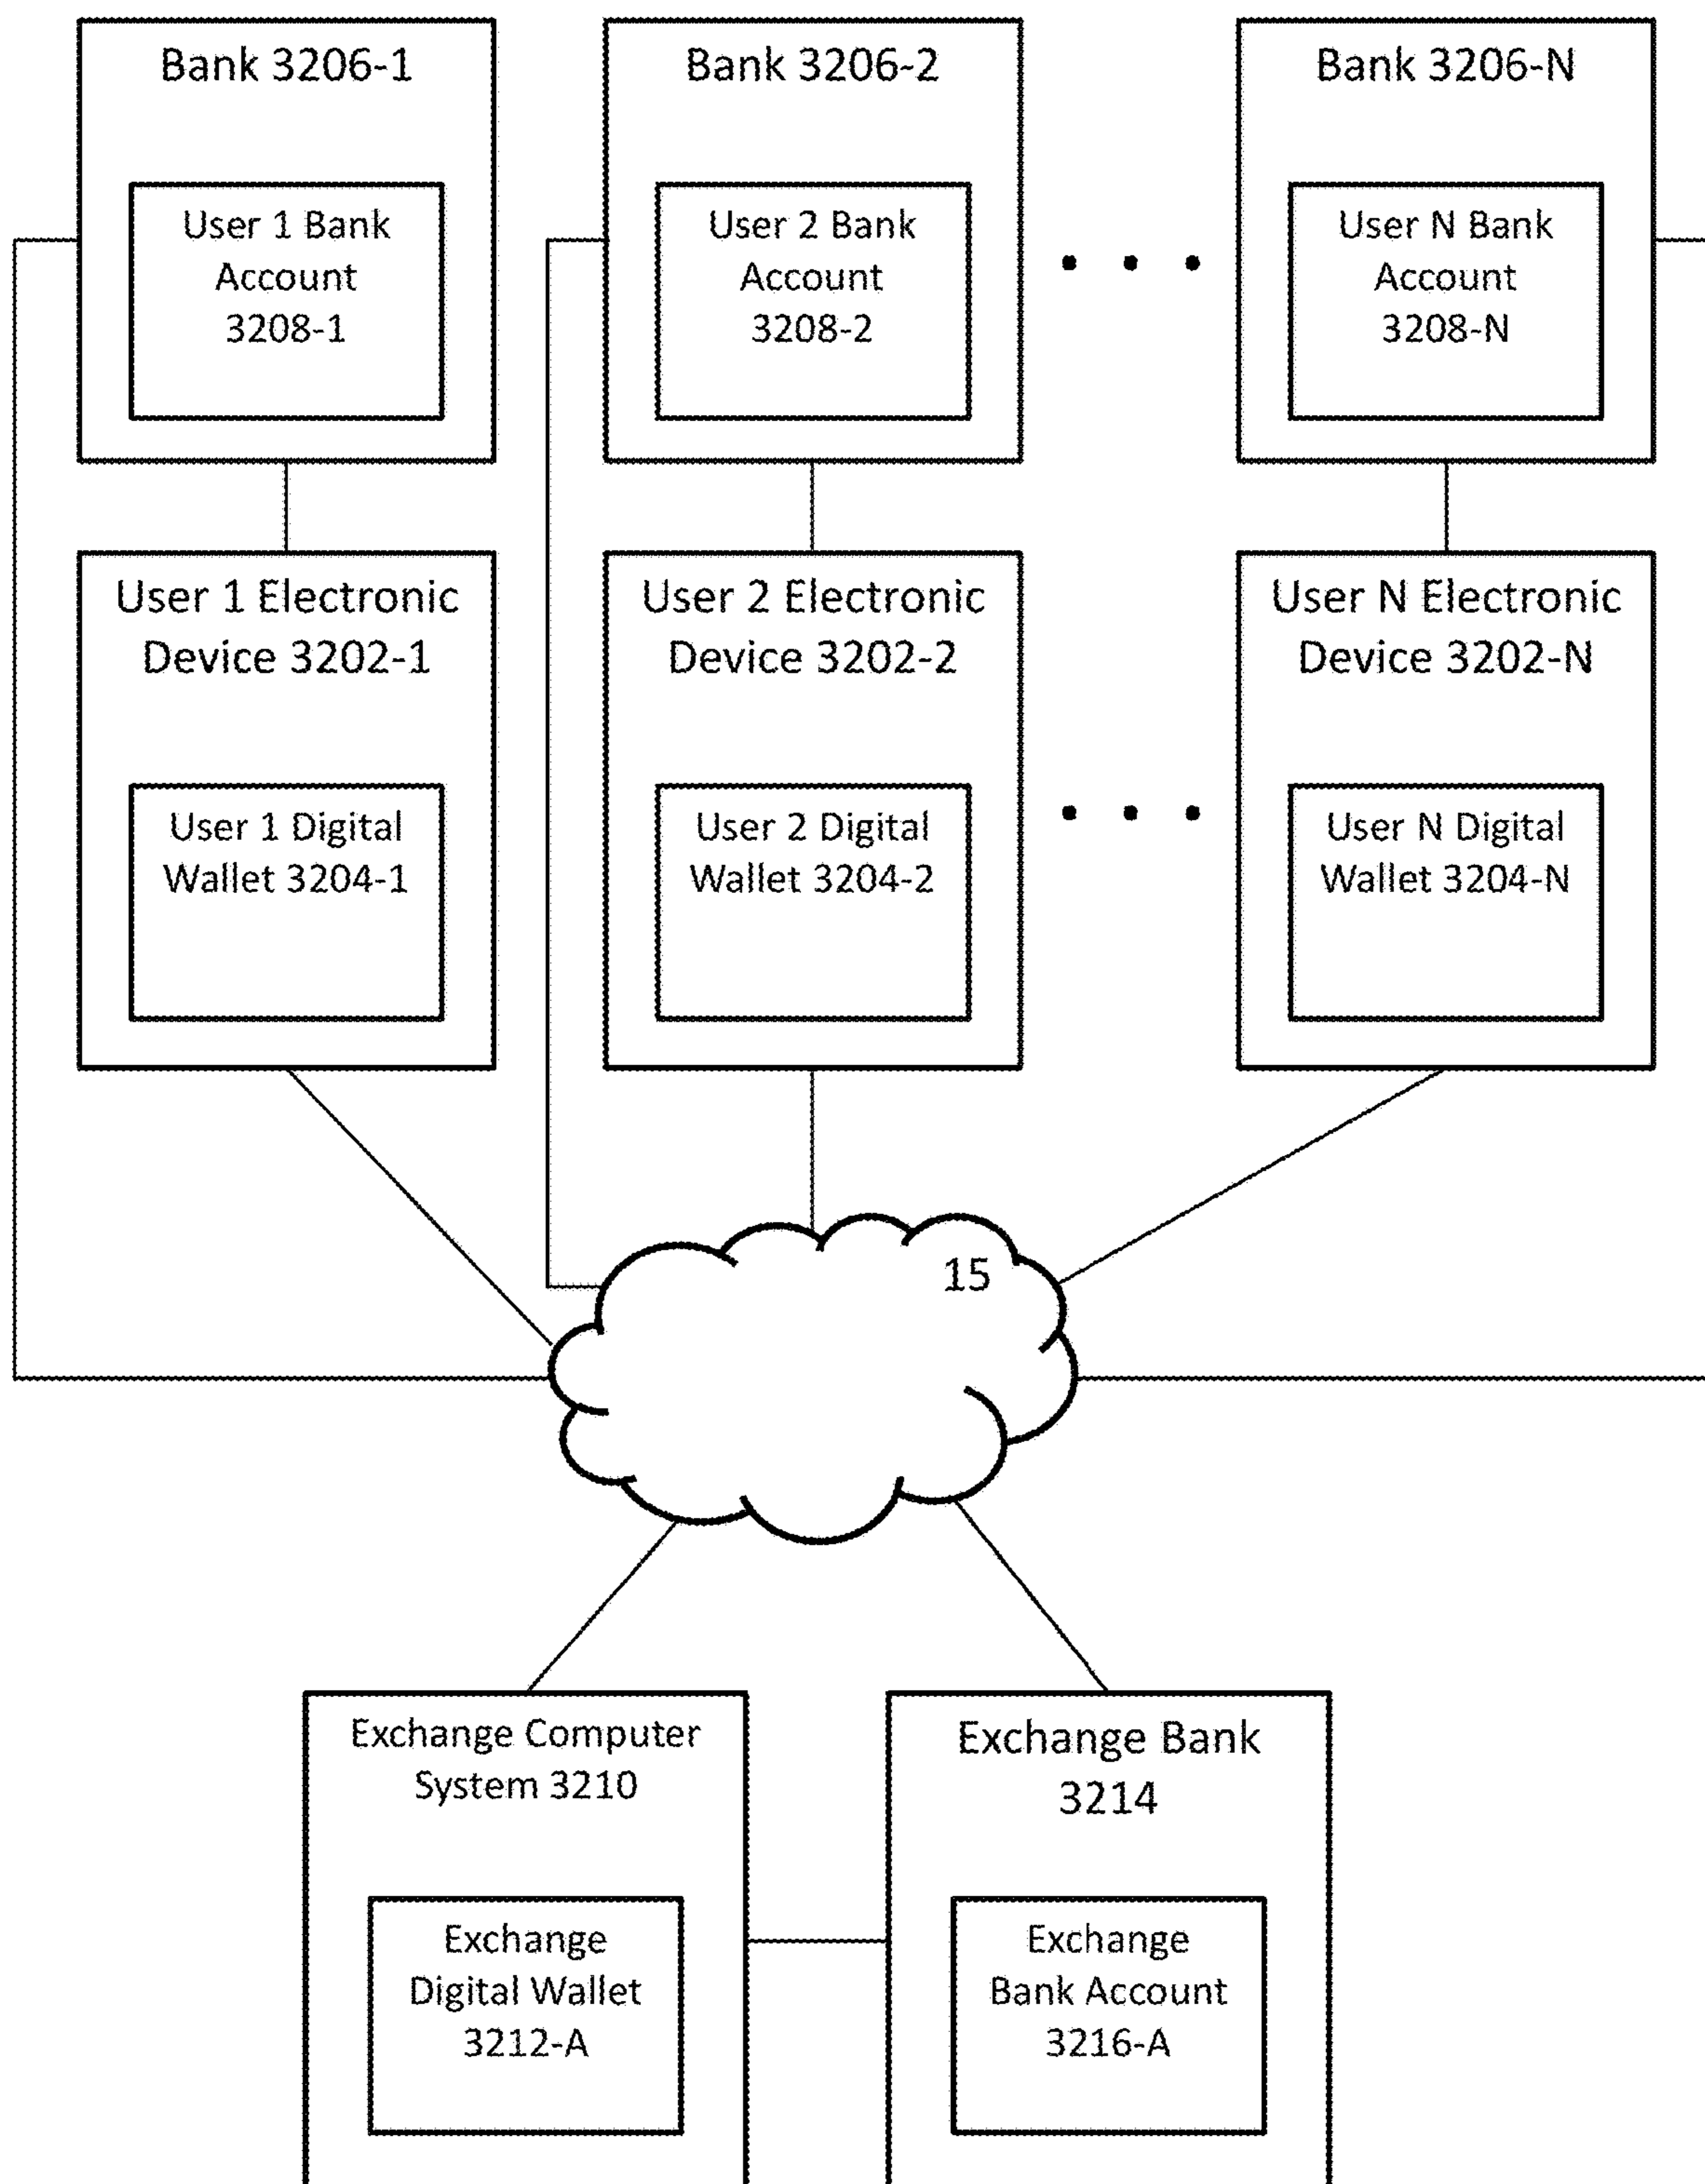 Bank 3206-1
User 1 Bank
Account
3208-1
Bank 3206-2
User 2 Bank
Account
3208-2
Bank 3206-N
User N Bank
Account
3208-N
User 1 Electronic
Device 3202-1
User 1 Digital
Wallet 3204-1
User 2 Electronic
Device 3202-2
User 2 Digital
Wallet 3204-2
User N Electronic
Device 3202-N
User N Digital
Wallet 3204-N
15
Exchange Computer
System 3210
Exchange
Digital Wallet
3212-A
Exchange Bank
3214
Exchange
Bank Account
3216-A